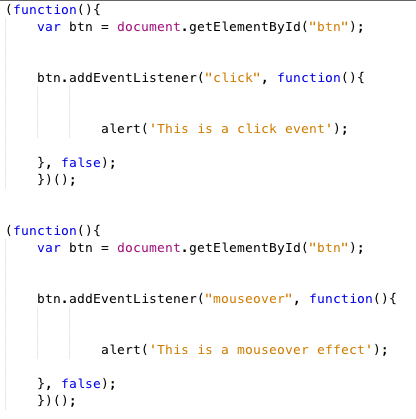 (function(){
var btn = document.getElementById("btn");
btn.addEventListener("click", function(){
alert('This is a click event');
}, false);
})();
(function(){
var btn = document.getElementById("btn");
btn.addEventListener("mouseover", function(){
alert('This is a mouseover effect');
}, false);
})();